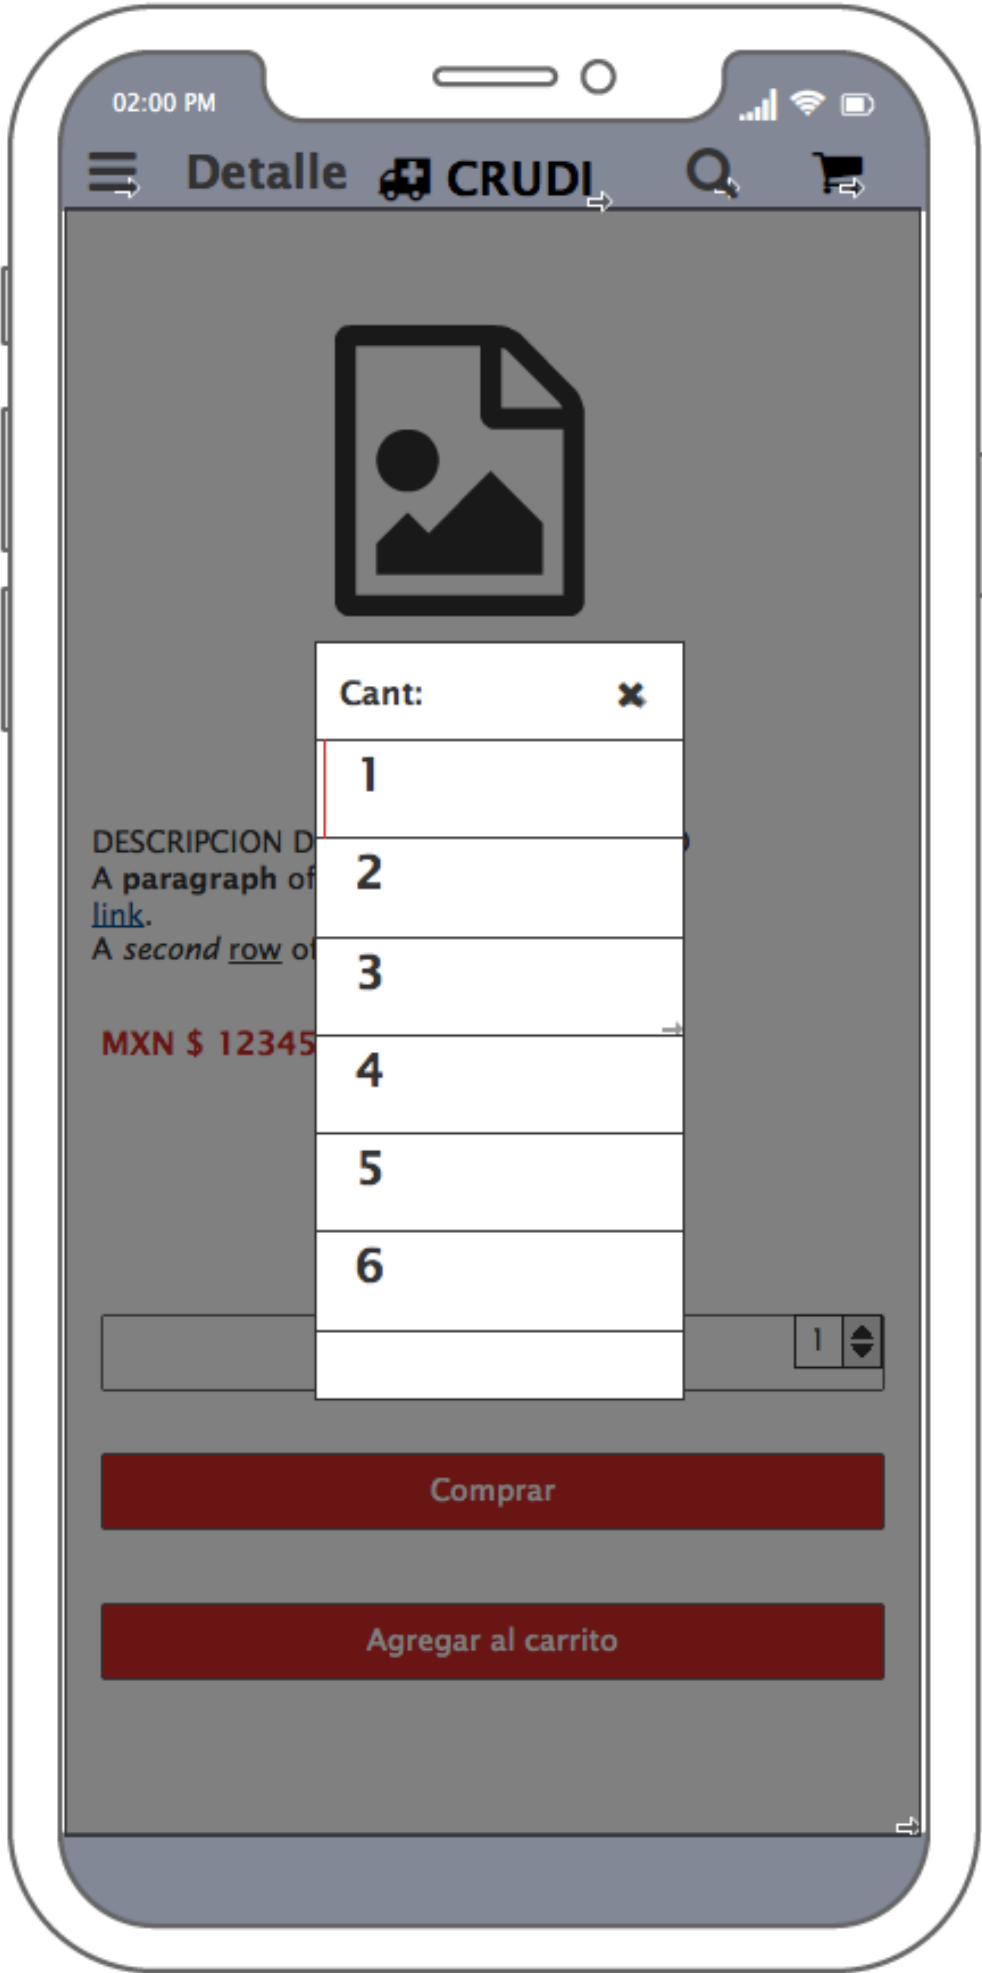 02:00 PM
Detalle CRUDI
Cant:
1
2
3
4
5
6
DESCRIPCION D
A paragraph of
link.
A second row of
MXN $ 12345
1
Comprar
Agregar al carrito